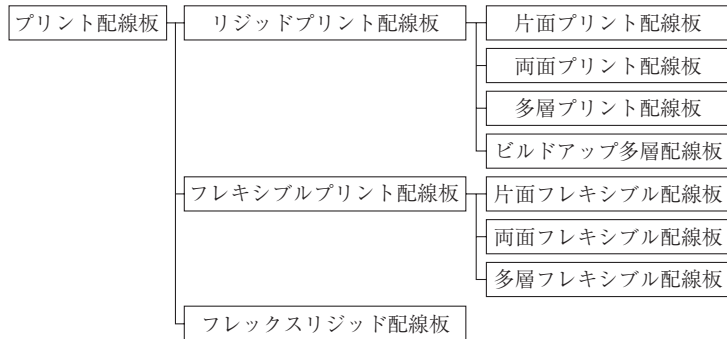 プリント配線板
リジッドプリント配線板
片面プリント配線板
両面プリント配線板
多層プリント配線板
ビルドアップ多層配線板
フレキシブルプリント配線板
片面フレキシブル配線板
両面フレキシブル配線板
多層フレキシブル配線板
フレックスリジッド配線板